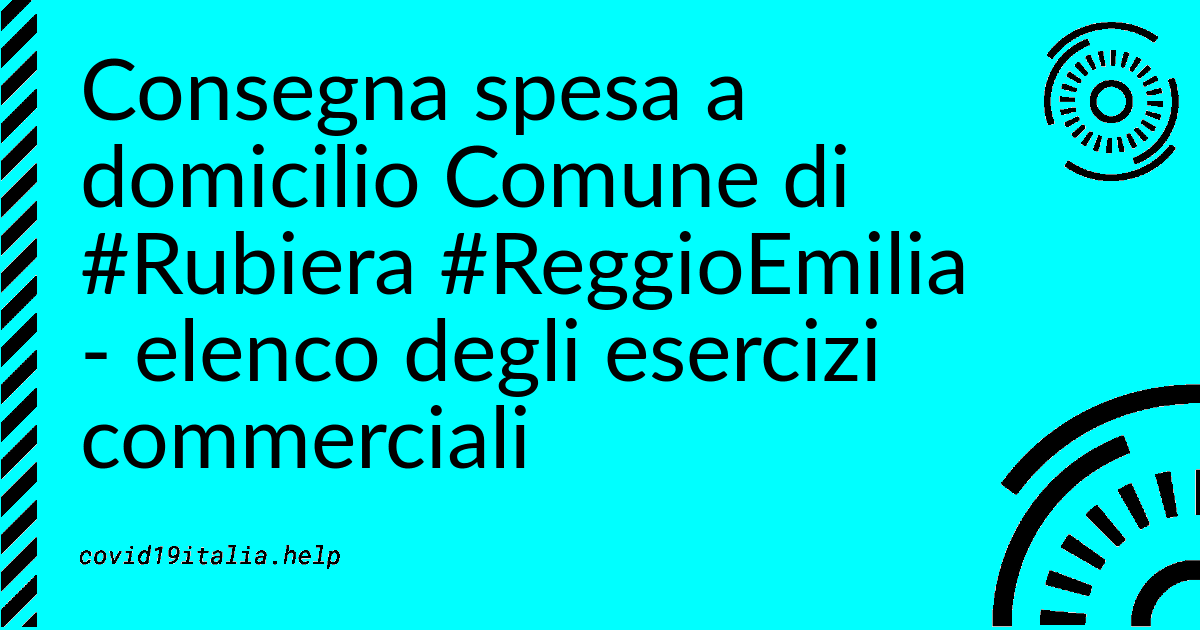 Consegna spesa a
domicilio Comune di
#Rubiera #ReggioEmilia
- elenco degli esercizi
commerciali
covid19italia.help